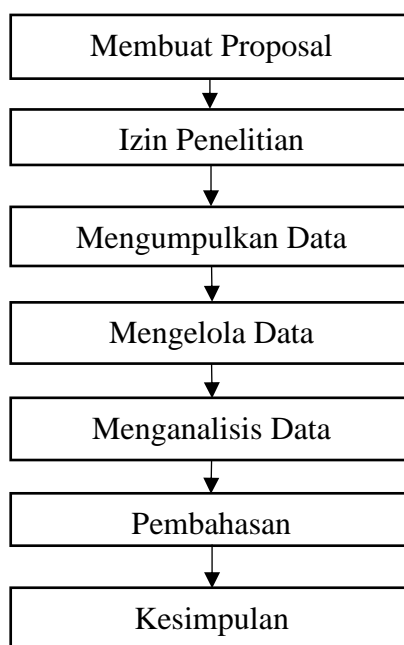 Membuat Proposal
Izin Penelitian
Mengumpulkan Data
Mengelola Data
Menganalisis Data
Pembahasan
Kesimpulan